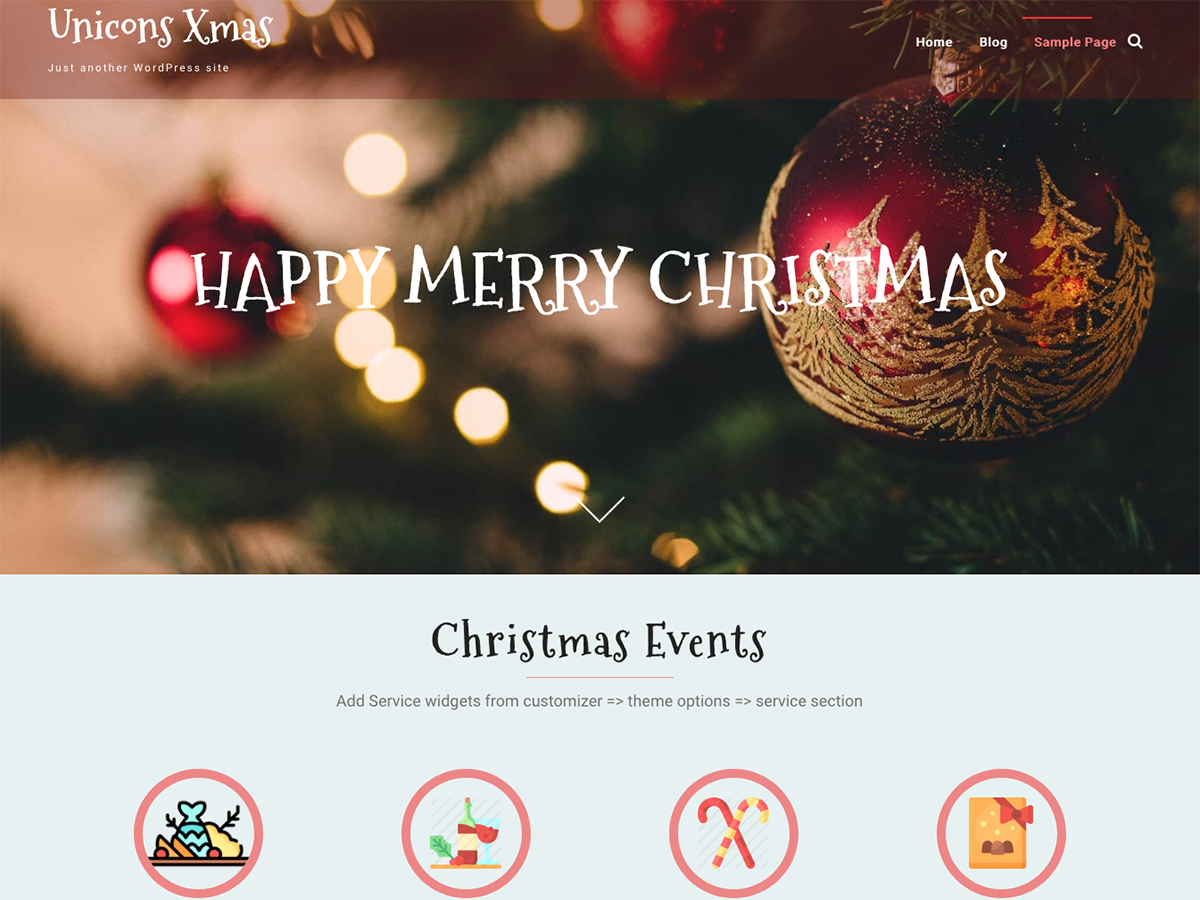 Unicons Xmas
Just another WordPress site
Home Blog Sample Page
HAPPY MERRY CHRISTMAS
Christmas Events
Add Service widgets from customizer => theme options => service section